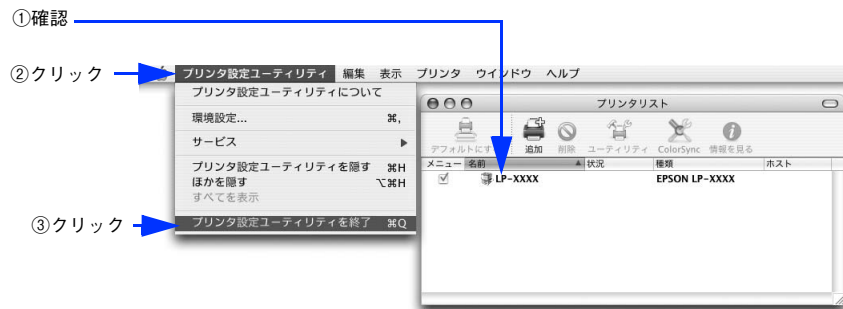 ①確認
②クリック
プリンタ設定ユーティリティ 編集 表示 プリンタ ウインドウ ヘルプ
プリンタ設定ユーティリティについて
環境設定... ⌘,
サービス ▶
プリンタ設定ユーティリティを隠す ⌘H
ほかを隠す ⌥⌘H
すべてを表示
③クリック
プリンタ設定ユーティリティを終了 ⌘Q
プリンタリスト
デフォルトにす 追加 削除 ユーティリティ ColorSync 情報を見る
メニュー 名前 ▲ 状況 種類 ホスト
LP-XXXX EPSON LP-XXXX